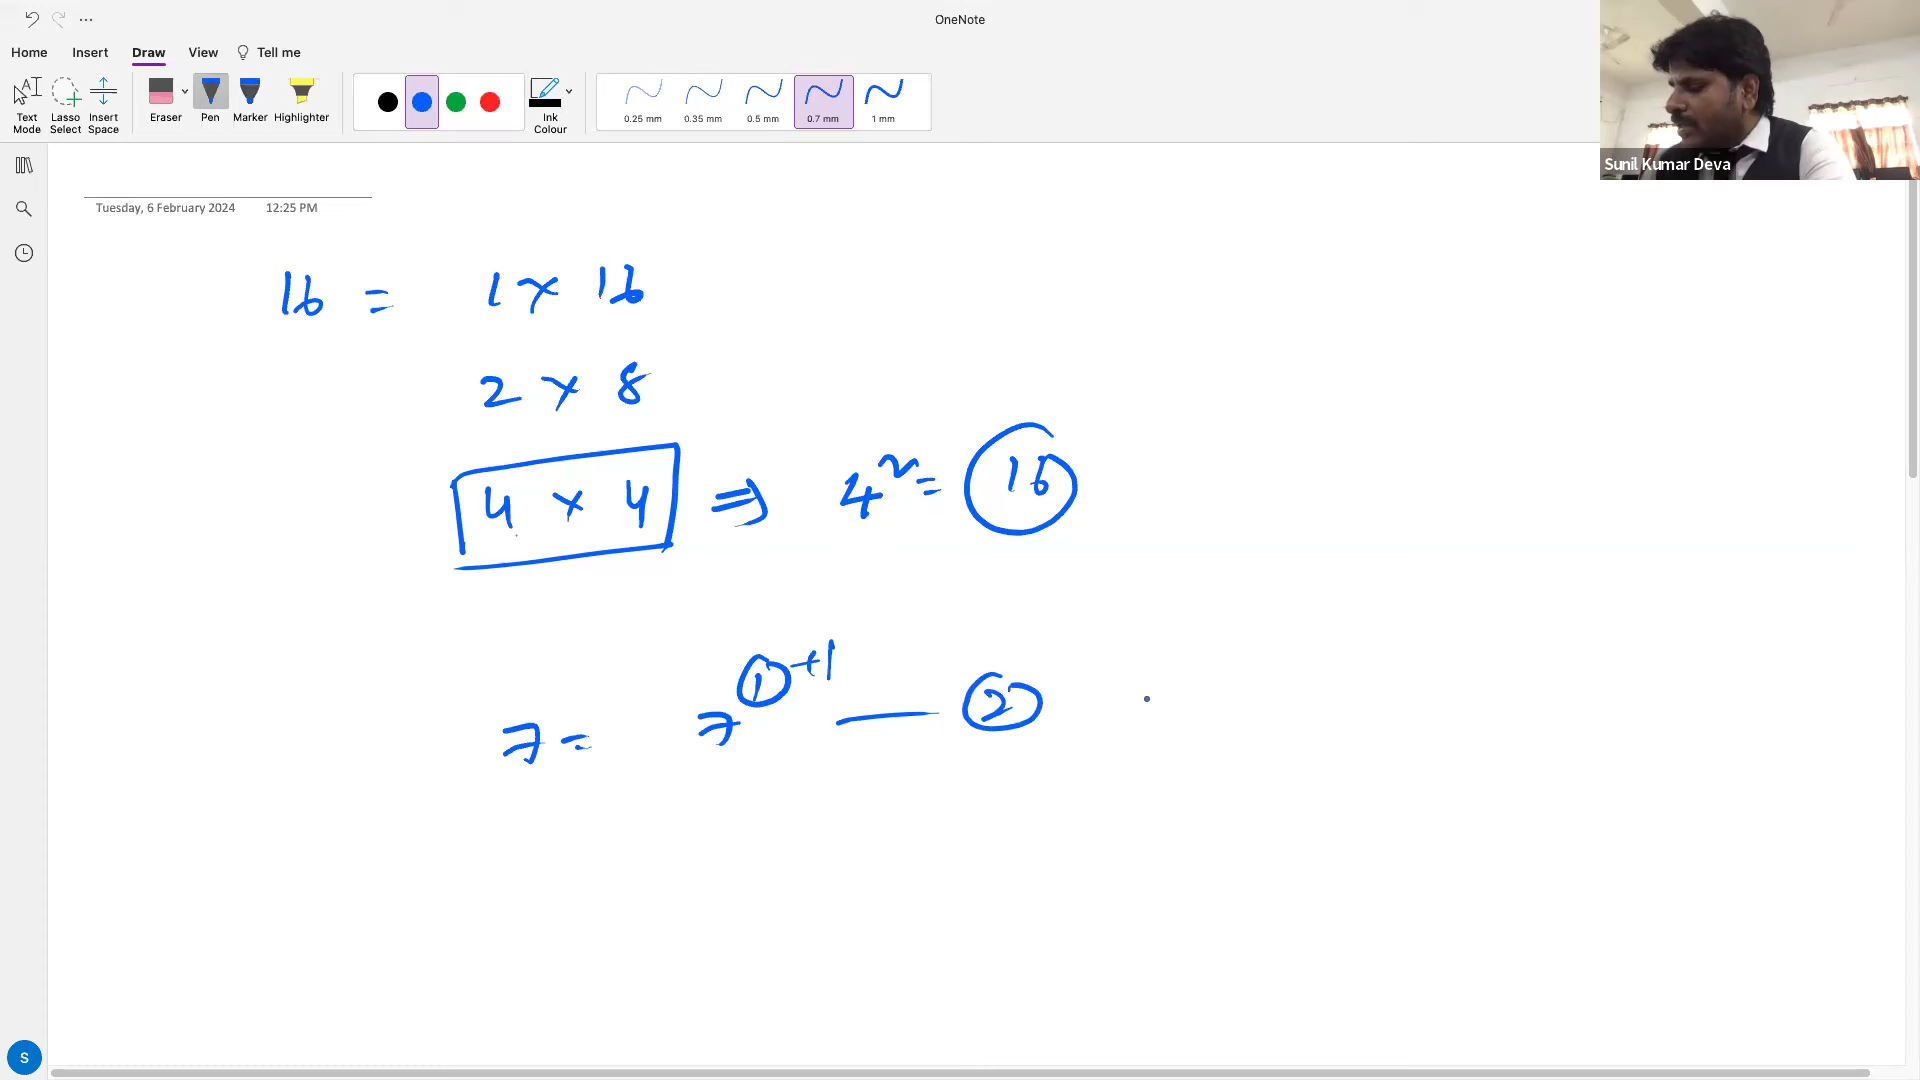 OneNote
Home Insert Draw View Tell me
Text Mode Lasso Select Insert Space Eraser Pen Marker Highlighter Ink Colour 0.25 mm 0.35 mm 0.5 mm 0.7 mm 1 mm
Sunil Kumar Deva
Tuesday, 6 February 2024 12:25 PM
16 = 1 × 16
2 × 8
4 × 4 ⇒ 4² = 16
7 = 7¹⁺¹ — 2
S